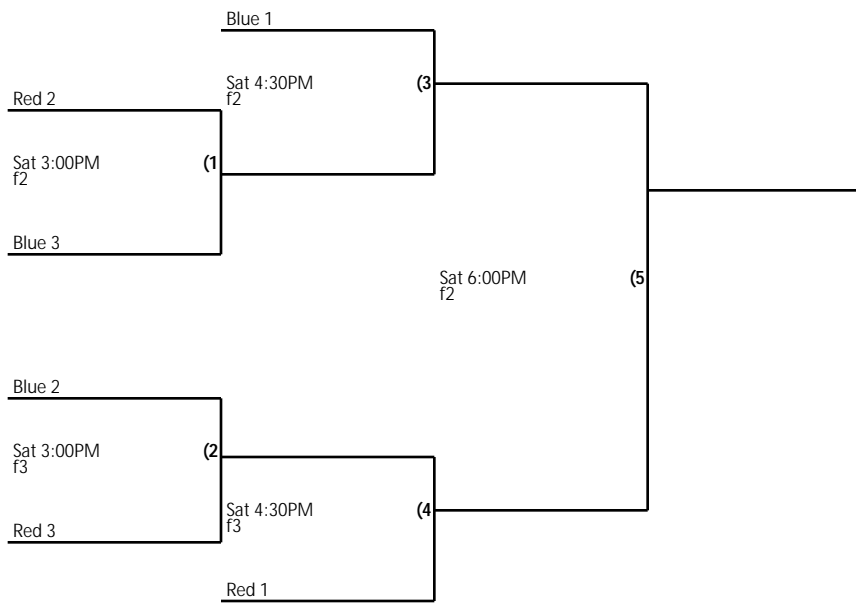 Blue 1
Sat 4:30PM
f2
(3
Red 2
Sat 3:00PM
f2
(1
Blue 3
Sat 6:00PM
f2
(5
Blue 2
Sat 3:00PM
f3
(2
Red 3
Sat 4:30PM
f3
(4
Red 1